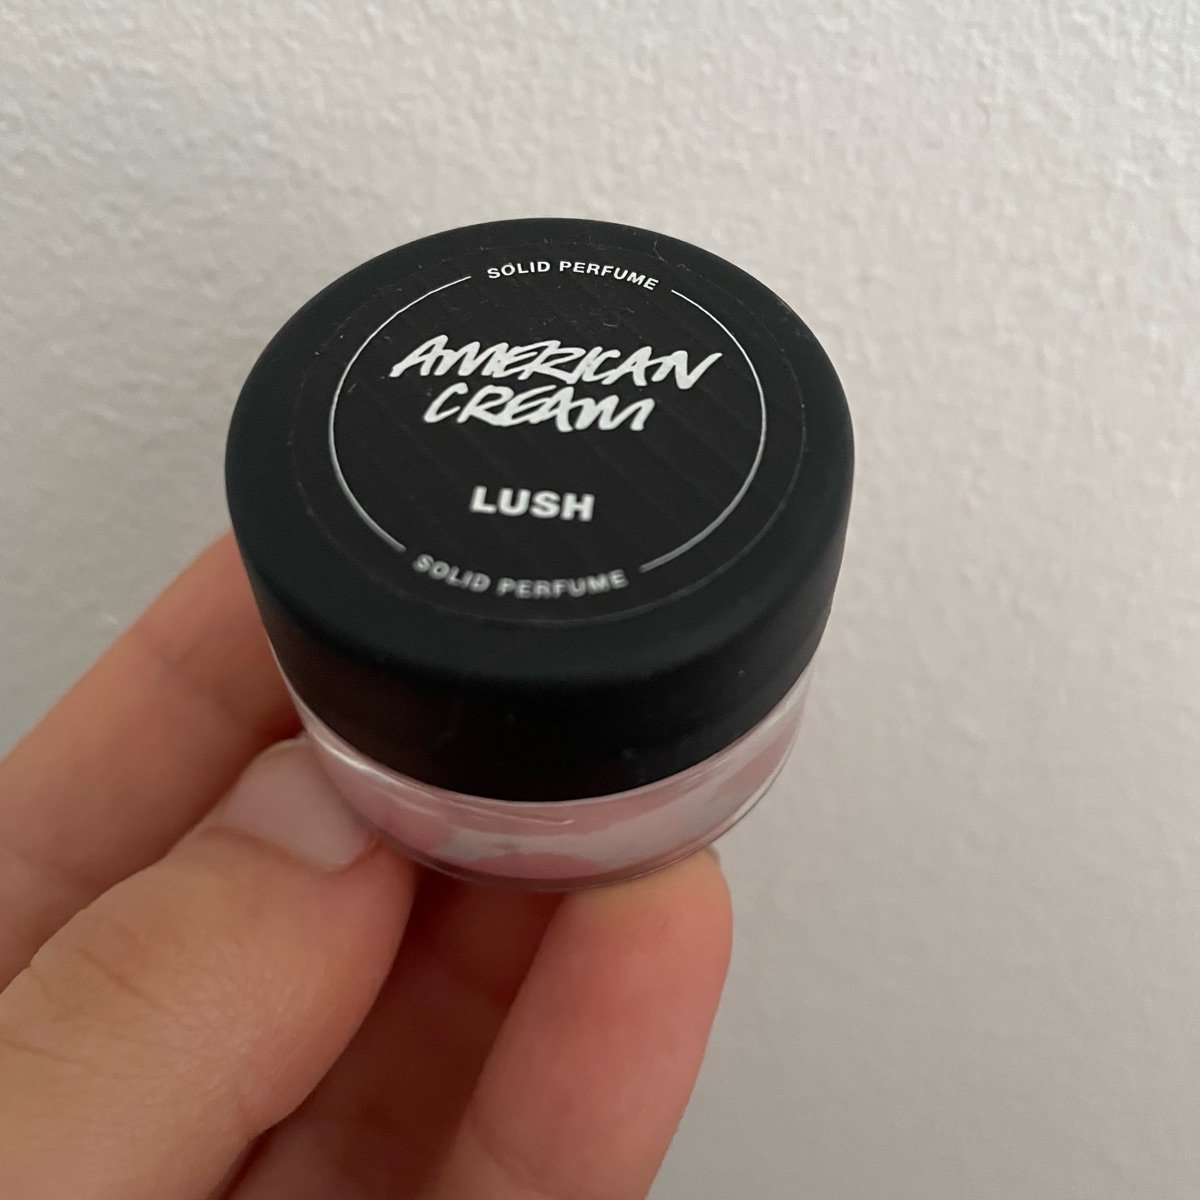 SOLID PERFUME
AMERICAN
CREAM
LUSH
SOLID PERFUME